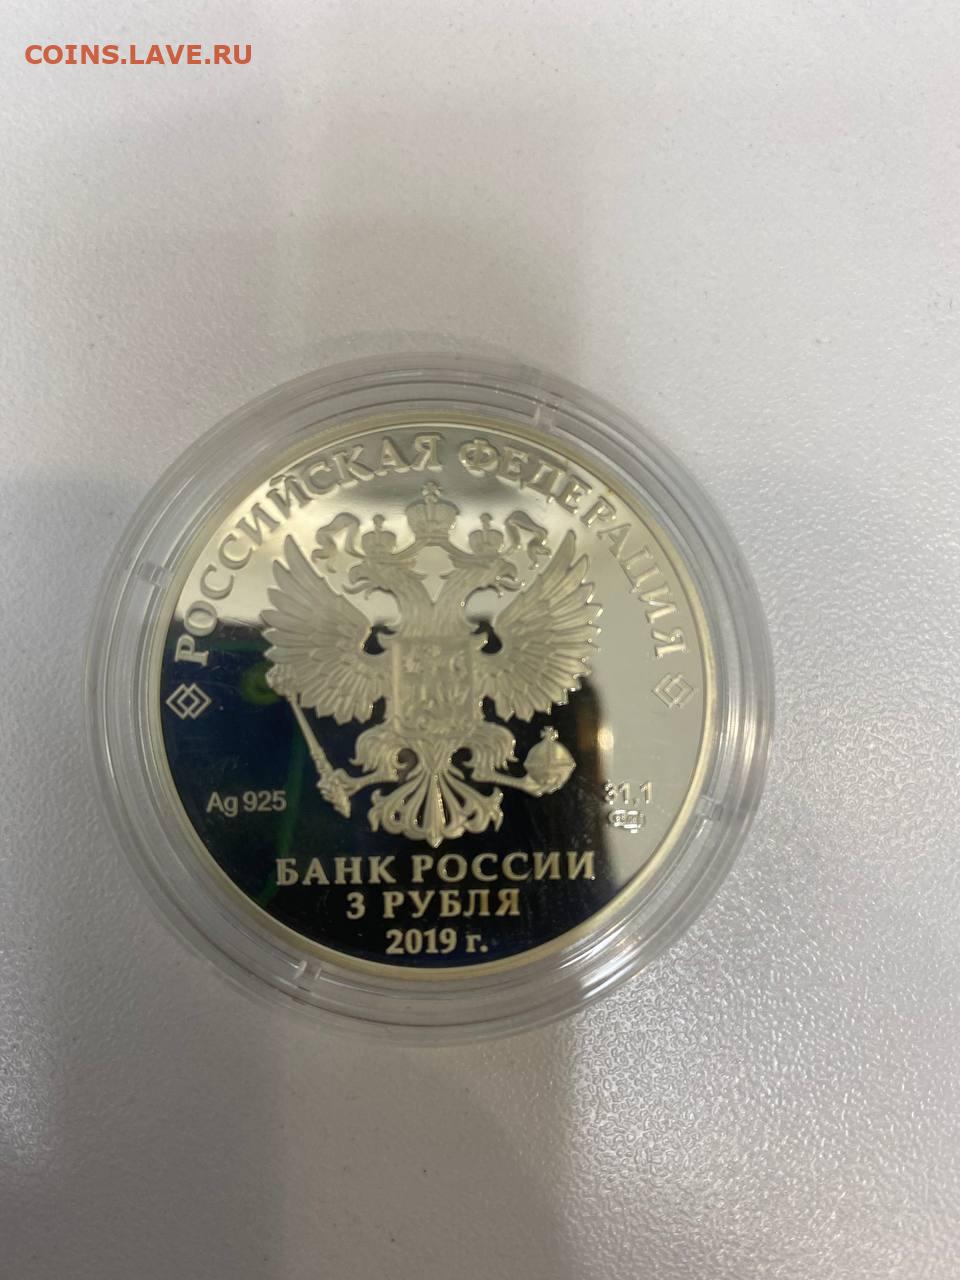 COINS.LAVE.RU
РОССИЙСКАЯ ФЕДЕРАЦИЯ
Ag 925
31,1
БАНК РОССИИ
3 РУБЛЯ
2019 г.